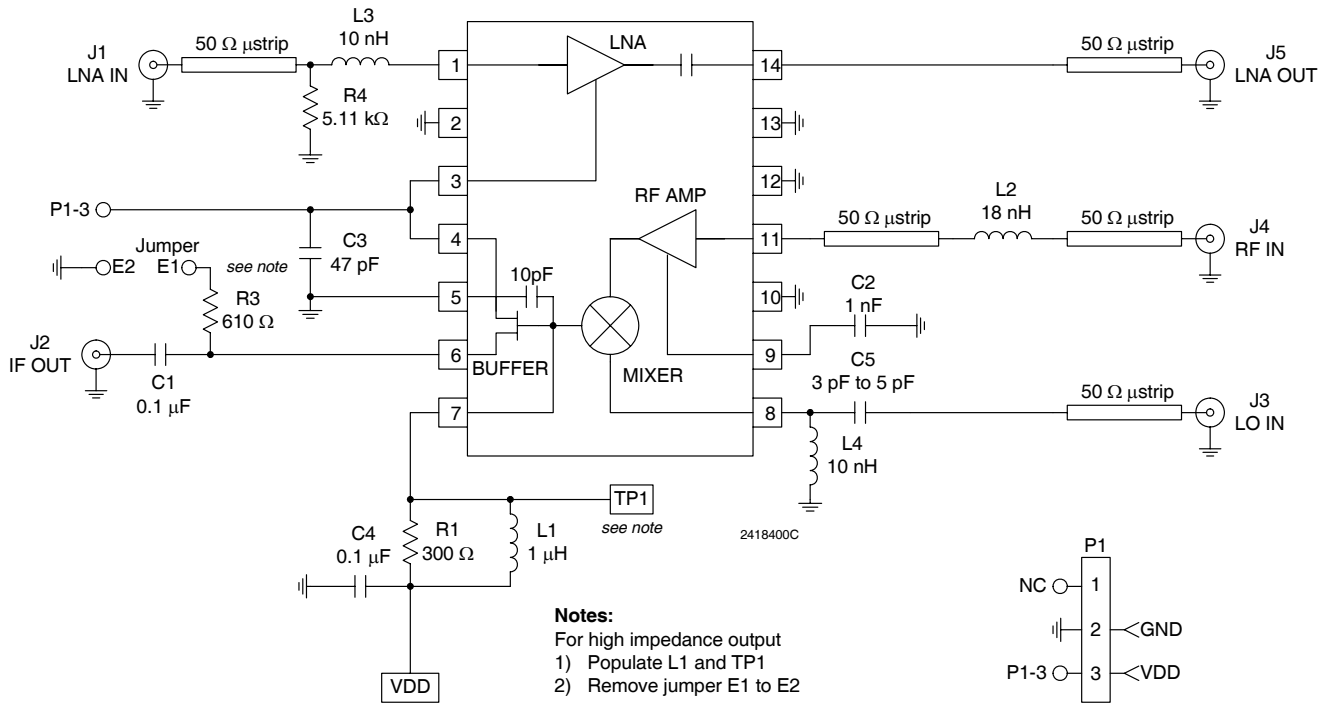 J1
LNA IN
50 Ω μstrip
L3
10 nH
R4
5.11 kΩ
1
LNA
14
50 Ω μstrip
J5
LNA OUT
2
13
3
12
P1-3
RF AMP
4
11
50 Ω μstrip
L2
18 nH
50 Ω μstrip
J4
RF IN
C3
47 pF
see note
Jumper
E2
E1
R3
610 Ω
5
10pF
10
C2
1 nF
J2
IF OUT
C1
0.1 μF
6
BUFFER
MIXER
9
C5
3 pF to 5 pF
7
8
50 Ω μstrip
J3
LO IN
L4
10 nH
TP1
see note
C4
0.1 μF
R1
300 Ω
L1
1 μH
2418400C
VDD
Notes:
For high impedance output
1) Populate L1 and TP1
2) Remove jumper E1 to E2
P1
NC
1
2
GND
P1-3
3
VDD